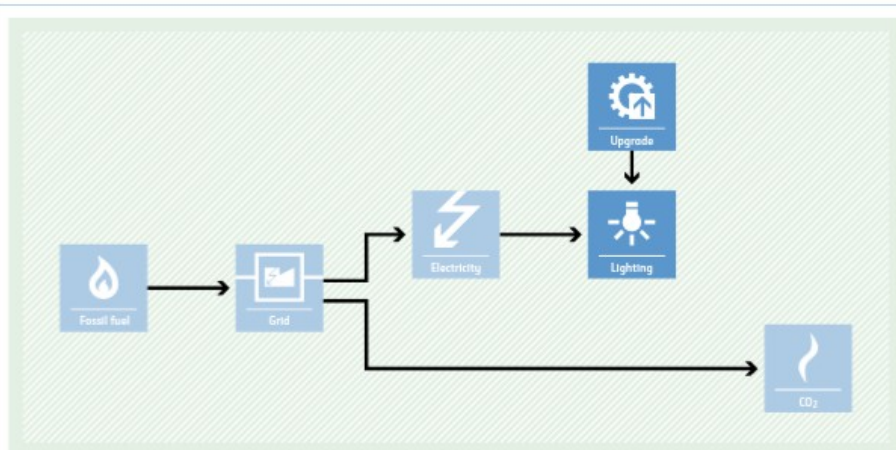 Upgrade
Electricity
Lighting
Fossil fuel
Grid
CO₂